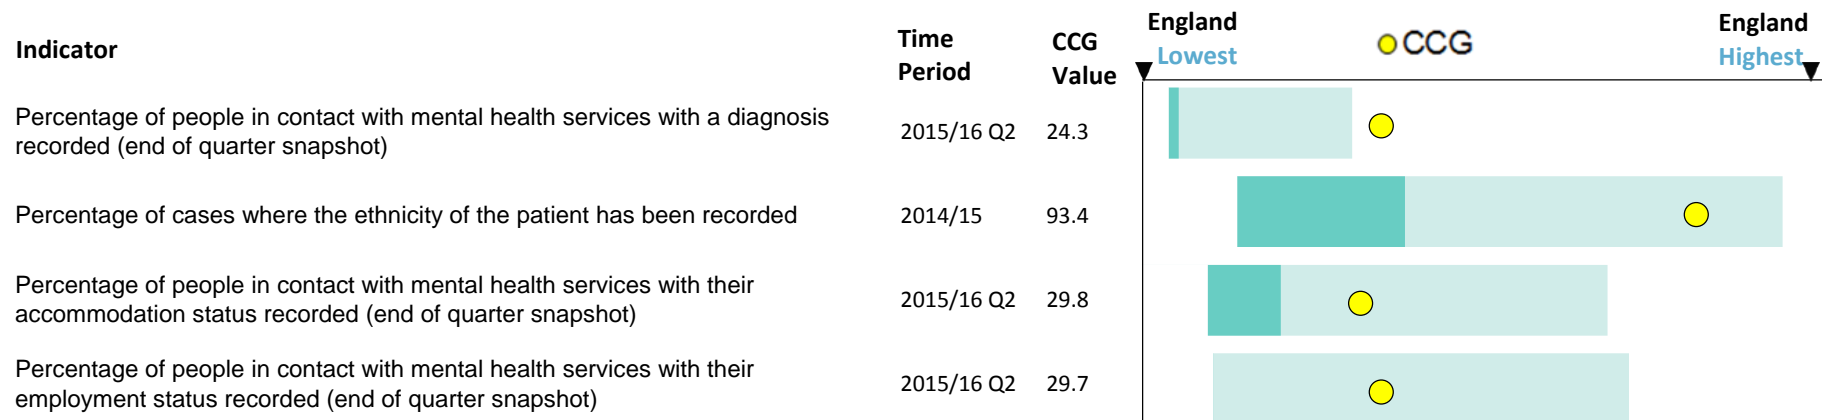 Indicator
Time
Period
CCG
Value
England
Lowest
CCG
England
Highest
Percentage of people in contact with mental health services with a diagnosis
recorded (end of quarter snapshot)
2015/16 Q2
24.3
Percentage of cases where the ethnicity of the patient has been recorded
2014/15
93.4
Percentage of people in contact with mental health services with their
accommodation status recorded (end of quarter snapshot)
2015/16 Q2
29.8
Percentage of people in contact with mental health services with their
employment status recorded (end of quarter snapshot)
2015/16 Q2
29.7